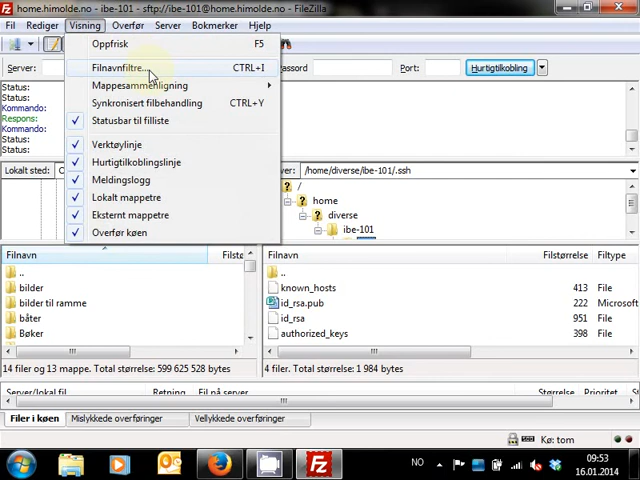 home.himolde.no - ibe-101 - sftp://ibe-101@home.himolde.no - FileZilla
Fil Rediger Visning Overfør Server Bokmerker Hjelp
Oppfrisk F5
Server: Passord Port: Hurtigtilkobling
Filnavnfiltre... CTRL+I
Mappesammenligning
Synkronisert filbehandling CTRL+Y
Statusbar til filliste
Verktøylinje
Hurtigtilkoblingslinje
Meldingslogg
Lokalt mappetre
Eksternt mappetre
Overfør køen
Status:
Status:
Kommando:
Respons:
Status:
Status:
Lokalt sted: /home/diverse/ibe-101/.ssh
/
home
diverse
ibe-101
Filnavn Filstø
..
bilder
bilder til ramme
båter
Bøker
14 filer og 13 mappe. Total størrelse: 599 625 528 bytes
Filnavn Filstørrelse Filtype
..
known_hosts 413 File
id_rsa.pub 222 Microsoft
id_rsa 951 File
authorized_keys 398 File
4 filer. Total størrelse: 1 984 bytes
Server/lokal fil Retning Fil på server Størrelse Prioritet
Filer i køen Mislykkede overføringer Vellykkede overføringer
Kø: tom
NO
09:53
16.01.2014